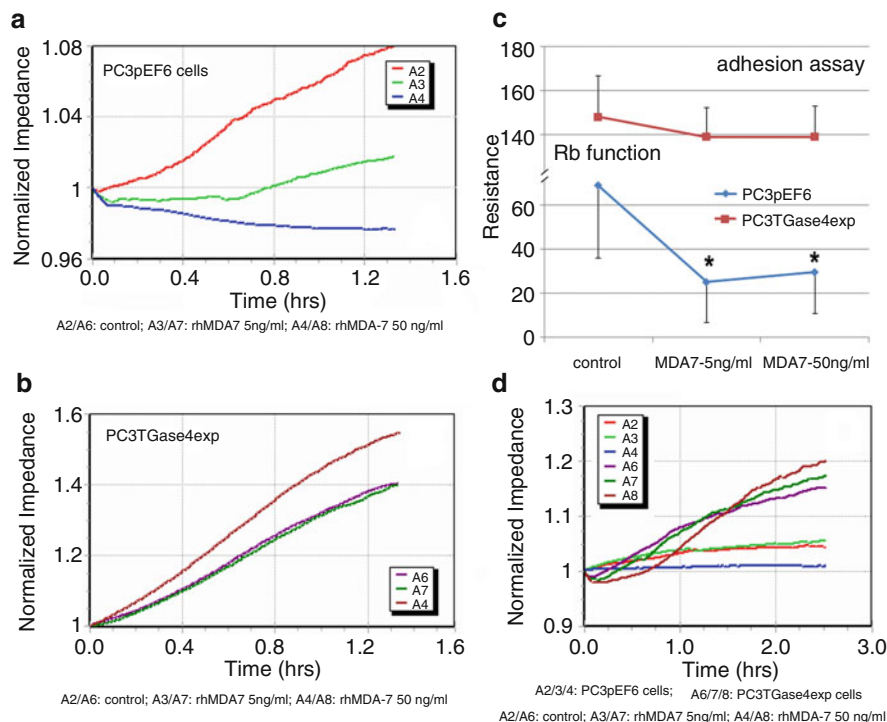 a
1.08
1.04
1
0.96
Normalized Impedance
PC3pEF6 cells
A2
A3
A4
0.0
0.4
0.8
1.2
1.6
Time (hrs)
A2/A6: control; A3/A7: rhMDA7 5ng/ml; A4/A8: rhMDA-7 50 ng/ml
b
1.6
1.4
1.2
1
Normalized Impedance
PC3TGase4exp
A6
A7
A4
0.0
0.4
0.8
1.2
1.6
Time (hrs)
A2/A6: control; A3/A7: rhMDA7 5ng/ml; A4/A8: rhMDA-7 50 ng/ml
c
180
160
140
60
40
20
0
Resistance
adhesion assay
Rb function
PC3pEF6
PC3TGase4exp
*
*
control
MDA7-5ng/ml
MDA7-50ng/ml
d
1.3
1.2
1.1
1
0.9
Normalized Impedance
A2
A3
A4
A6
A7
A8
0.0
1.0
2.0
3.0
Time (hrs)
A2/3/4: PC3pEF6 cells; A6/7/8: PC3TGase4exp cells
A2/A6: control; A3/A7: rhMDA7 5ng/ml; A4/A8: rhMDA-7 50 ng/ml